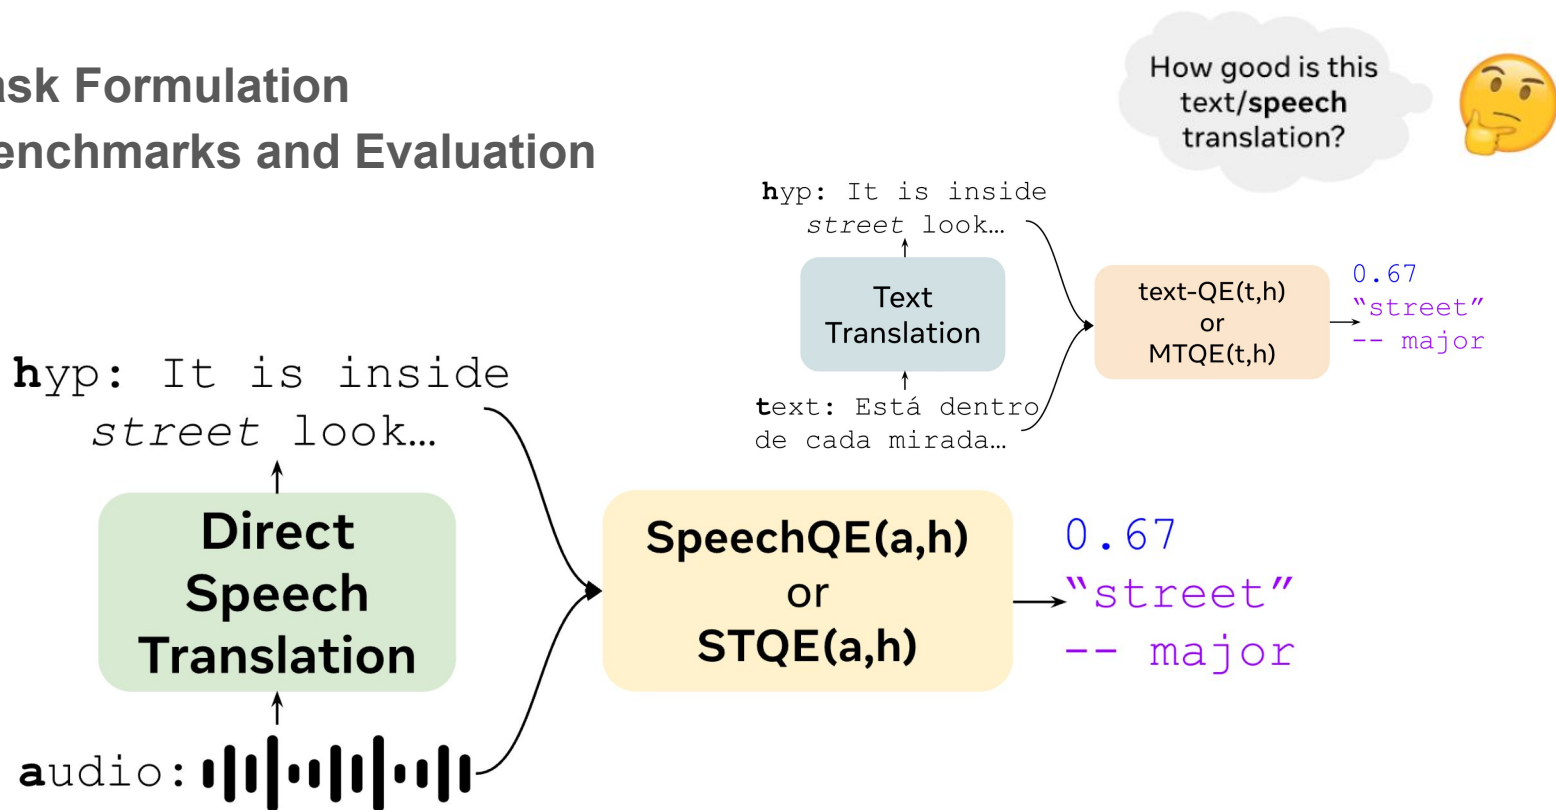 ask Formulation
enchmarks and Evaluation
How good is this
text/speech
translation?
hyp: It is inside
street look…
Text
Translation
text: Está dentro
de cada mirada…
text-QE(t,h)
or
MTQE(t,h)
0.67
“street”
-- major
hyp: It is inside
street look…
Direct
Speech
Translation
audio:
SpeechQE(a,h)
or
STQE(a,h)
0.67
“street”
-- major